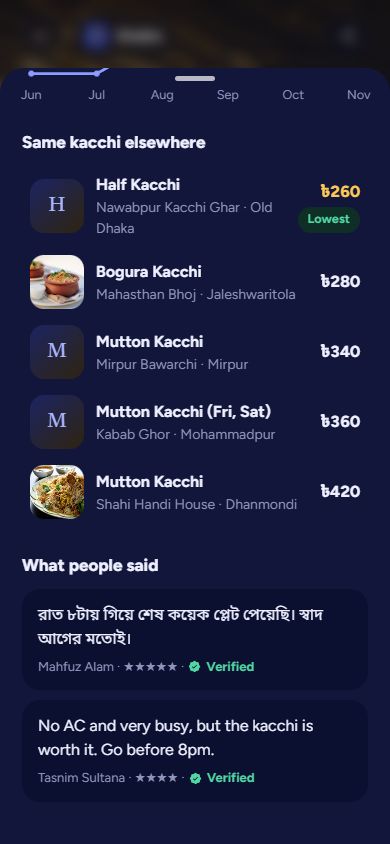 Jun Jul Aug Sep Oct Nov
Same kacchi elsewhere
H
Half Kacchi
Nawabpur Kacchi Ghar · Old
Dhaka
৳260
Lowest
Bogura Kacchi
Mahasthan Bhoj · Jaleshwaritola
৳280
M
Mutton Kacchi
Mirpur Bawarchi · Mirpur
৳340
M
Mutton Kacchi (Fri, Sat)
Kabab Ghor · Mohammadpur
৳360
Mutton Kacchi
Shahi Handi House · Dhanmondi
৳420
What people said
রাত ৮টায় গিয়ে শেষ কয়েক প্লেট পেয়েছি। স্বাদ
আগের মতোই।
Mahfuz Alam · ★★★★★ · Verified
No AC and very busy, but the kacchi is
worth it. Go before 8pm.
Tasnim Sultana · ★★★★ · Verified